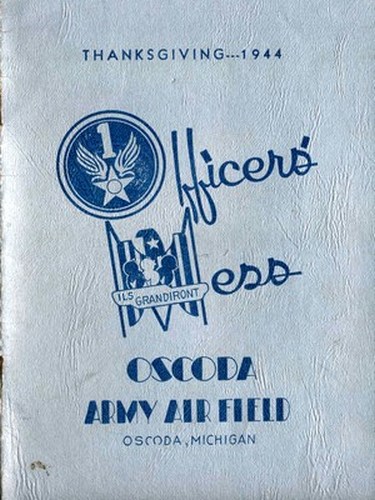 THANKSGIVING---1944
1
Officers'
Mess
ILS GRANDIRONT
OSCODA
ARMY AIR FIELD
OSCODA, MICHIGAN